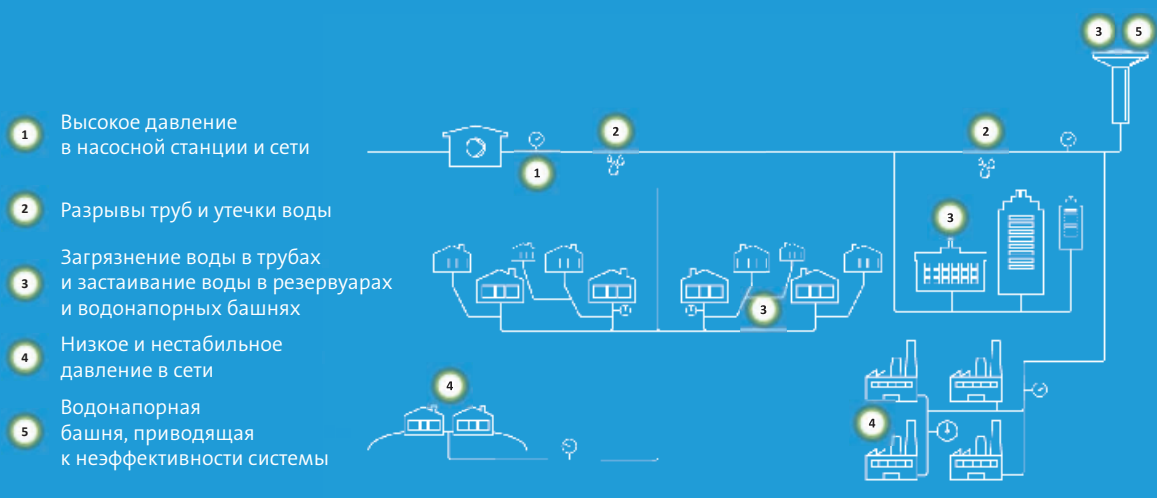 1
Высокое давление
в насосной станции и сети
2
Разрывы труб и утечки воды
3
Загрязнение воды в трубах
и застаивание воды в резервуарах
и водонапорных башнях
4
Низкое и нестабильное
давление в сети
5
Водонапорная
башня, приводящая
к неэффективности системы
3 5
2 2
1
3
3
4
4